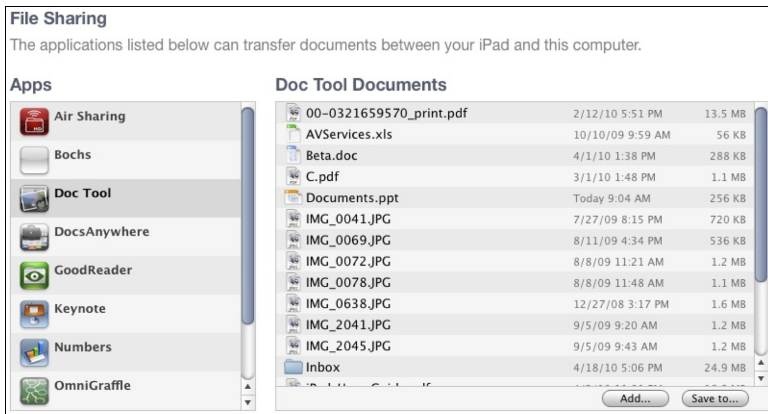 File Sharing
The applications listed below can transfer documents between your iPad and this computer.
Apps
Air Sharing
Bochs
Doc Tool
DocsAnywhere
GoodReader
Keynote
Numbers
OmniGraffle
Doc Tool Documents
00-0321659570_print.pdf 2/12/10 5:51 PM 13.5 MB
AVServices.xls 10/10/09 9:59 AM 56 KB
Beta.doc 4/1/10 1:38 PM 288 KB
C.pdf 3/1/10 1:48 PM 1.1 MB
Documents.ppt Today 9:04 AM 256 KB
IMG_0041.JPG 7/27/09 8:15 PM 720 KB
IMG_0069.JPG 8/11/09 4:34 PM 536 KB
IMG_0072.JPG 8/8/09 11:21 AM 1.2 MB
IMG_0078.JPG 8/8/09 11:48 AM 1.1 MB
IMG_0638.JPG 12/27/08 3:17 PM 1.6 MB
IMG_2041.JPG 9/5/09 9:20 AM 1.2 MB
IMG_2045.JPG 9/5/09 9:43 AM 1.2 MB
Inbox 4/18/10 5:06 PM 24.9 MB
Add... Save to...